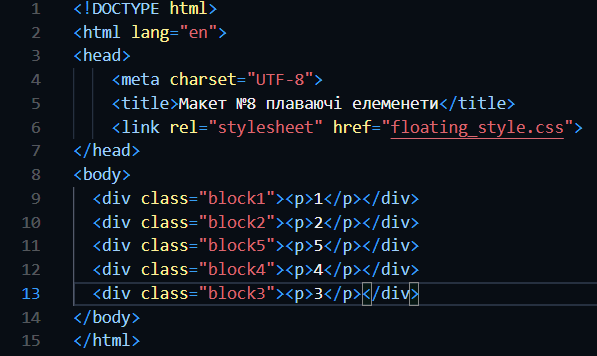 1 <!DOCTYPE html>
2 <html lang="en">
3 <head>
4 <meta charset="UTF-8">
5 <title>Макет №8 плаваючі елеменети</title>
6 <link rel="stylesheet" href="floating_style.css">
7 </head>
8 <body>
9 <div class="block1"><p>1</p></div>
10 <div class="block2"><p>2</p></div>
11 <div class="block5"><p>5</p></div>
12 <div class="block4"><p>4</p></div>
13 <div class="block3"><p>3</p></div>
14 </body>
15 </html>